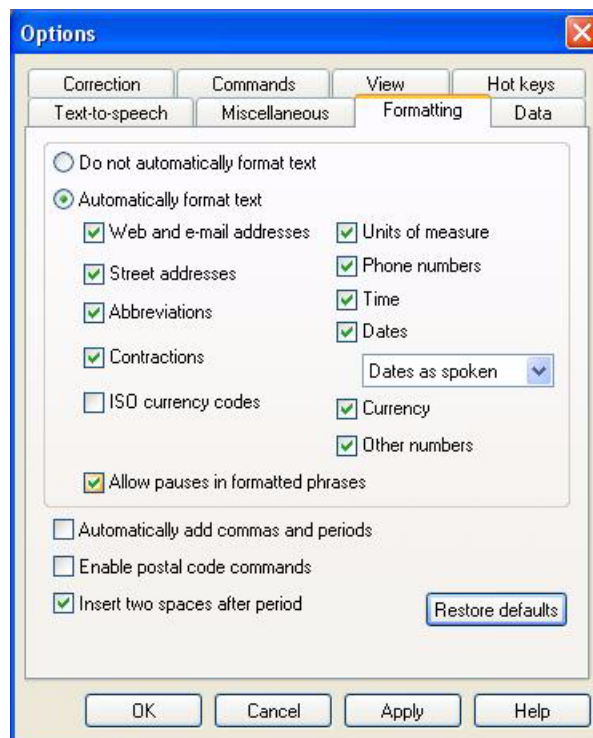 Options
Correction Commands View Hot keys
Text-to-speech Miscellaneous Formatting Data
Do not automatically format text
Automatically format text
Web and e-mail addresses Units of measure
Street addresses Phone numbers
Abbreviations Time
Dates
Contractions Dates as spoken
ISO currency codes Currency
Other numbers
Allow pauses in formatted phrases
Automatically add commas and periods
Enable postal code commands
Insert two spaces after period Restore defaults
OK Cancel Apply Help